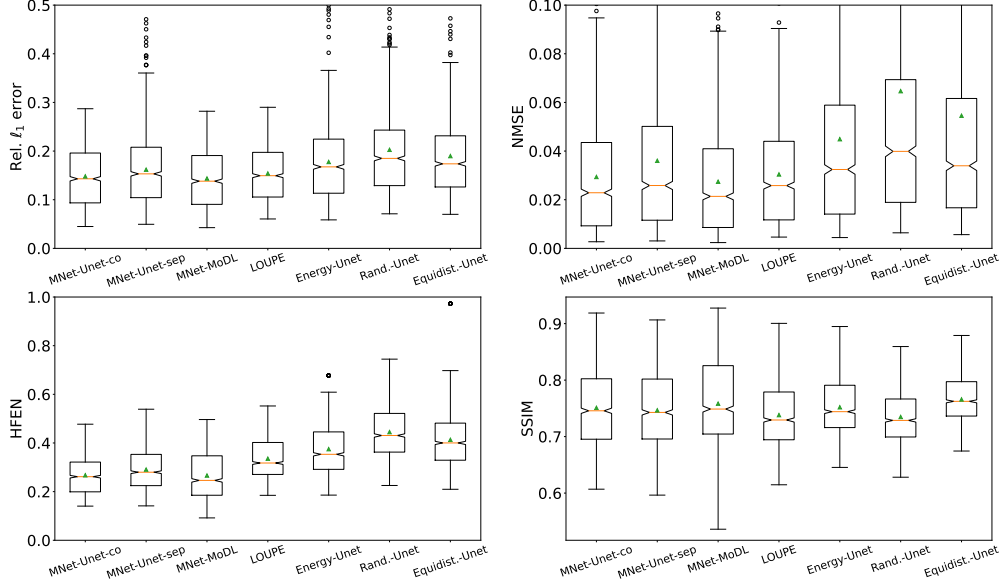 Rel. ℓ₁ error
0.5
0.4
0.3
0.2
0.1
0.0
MNet-Unet-co
MNet-Unet-sep
MNet-MoDL
LOUPE
Energy-Unet
Rand.-Unet
Equidist.-Unet
NMSE
0.10
0.08
0.06
0.04
0.02
0.00
MNet-Unet-co
MNet-Unet-sep
MNet-MoDL
LOUPE
Energy-Unet
Rand.-Unet
Equidist.-Unet
HFEN
1.0
0.8
0.6
0.4
0.2
0.0
MNet-Unet-co
MNet-Unet-sep
MNet-MoDL
LOUPE
Energy-Unet
Rand.-Unet
Equidist.-Unet
SSIM
0.9
0.8
0.7
0.6
MNet-Unet-co
MNet-Unet-sep
MNet-MoDL
LOUPE
Energy-Unet
Rand.-Unet
Equidist.-Unet